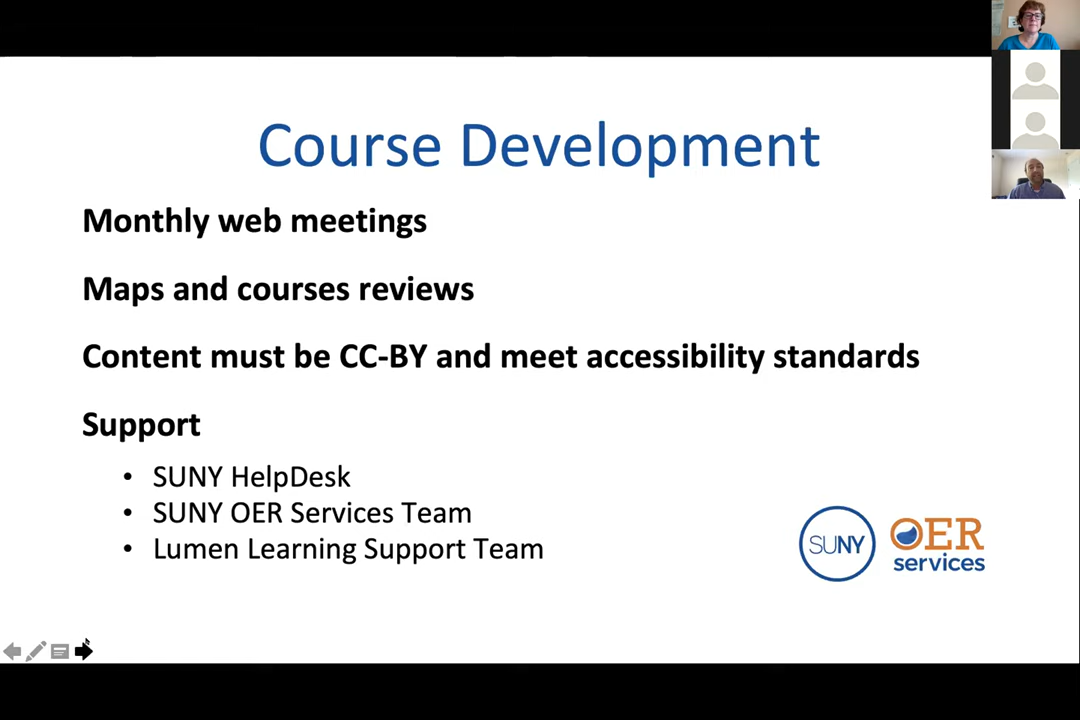 Course Development
Monthly web meetings
Maps and courses reviews
Content must be CC-BY and meet accessibility standards
Support
• SUNY HelpDesk
• SUNY OER Services Team
• Lumen Learning Support Team
SUNY
OER
services